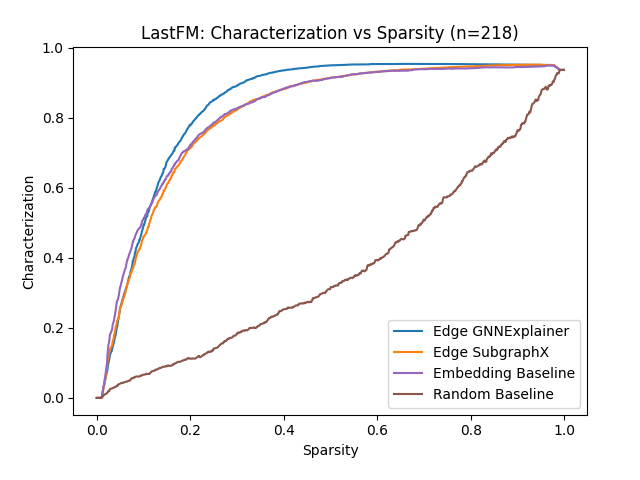 LastFM: Characterization vs Sparsity (n=218)
1.0
0.8
0.6
0.4
0.2
0.0
Characterization
0.0 0.2 0.4 0.6 0.8 1.0
Sparsity
Edge GNNExplainer
Edge SubgraphX
Embedding Baseline
Random Baseline